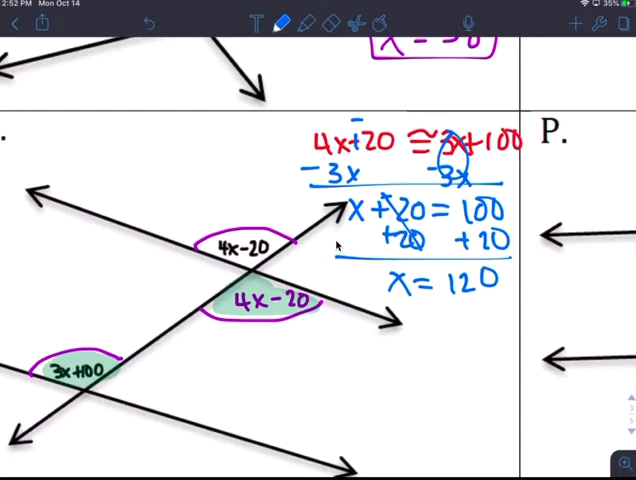 2:52 PM Mon Oct 14
35%
4x+20 ≅ 3x+100
P.
-3x -3x
x+-20 = 100
+20 +20
x = 120
4x-20
4x-20
3x+100